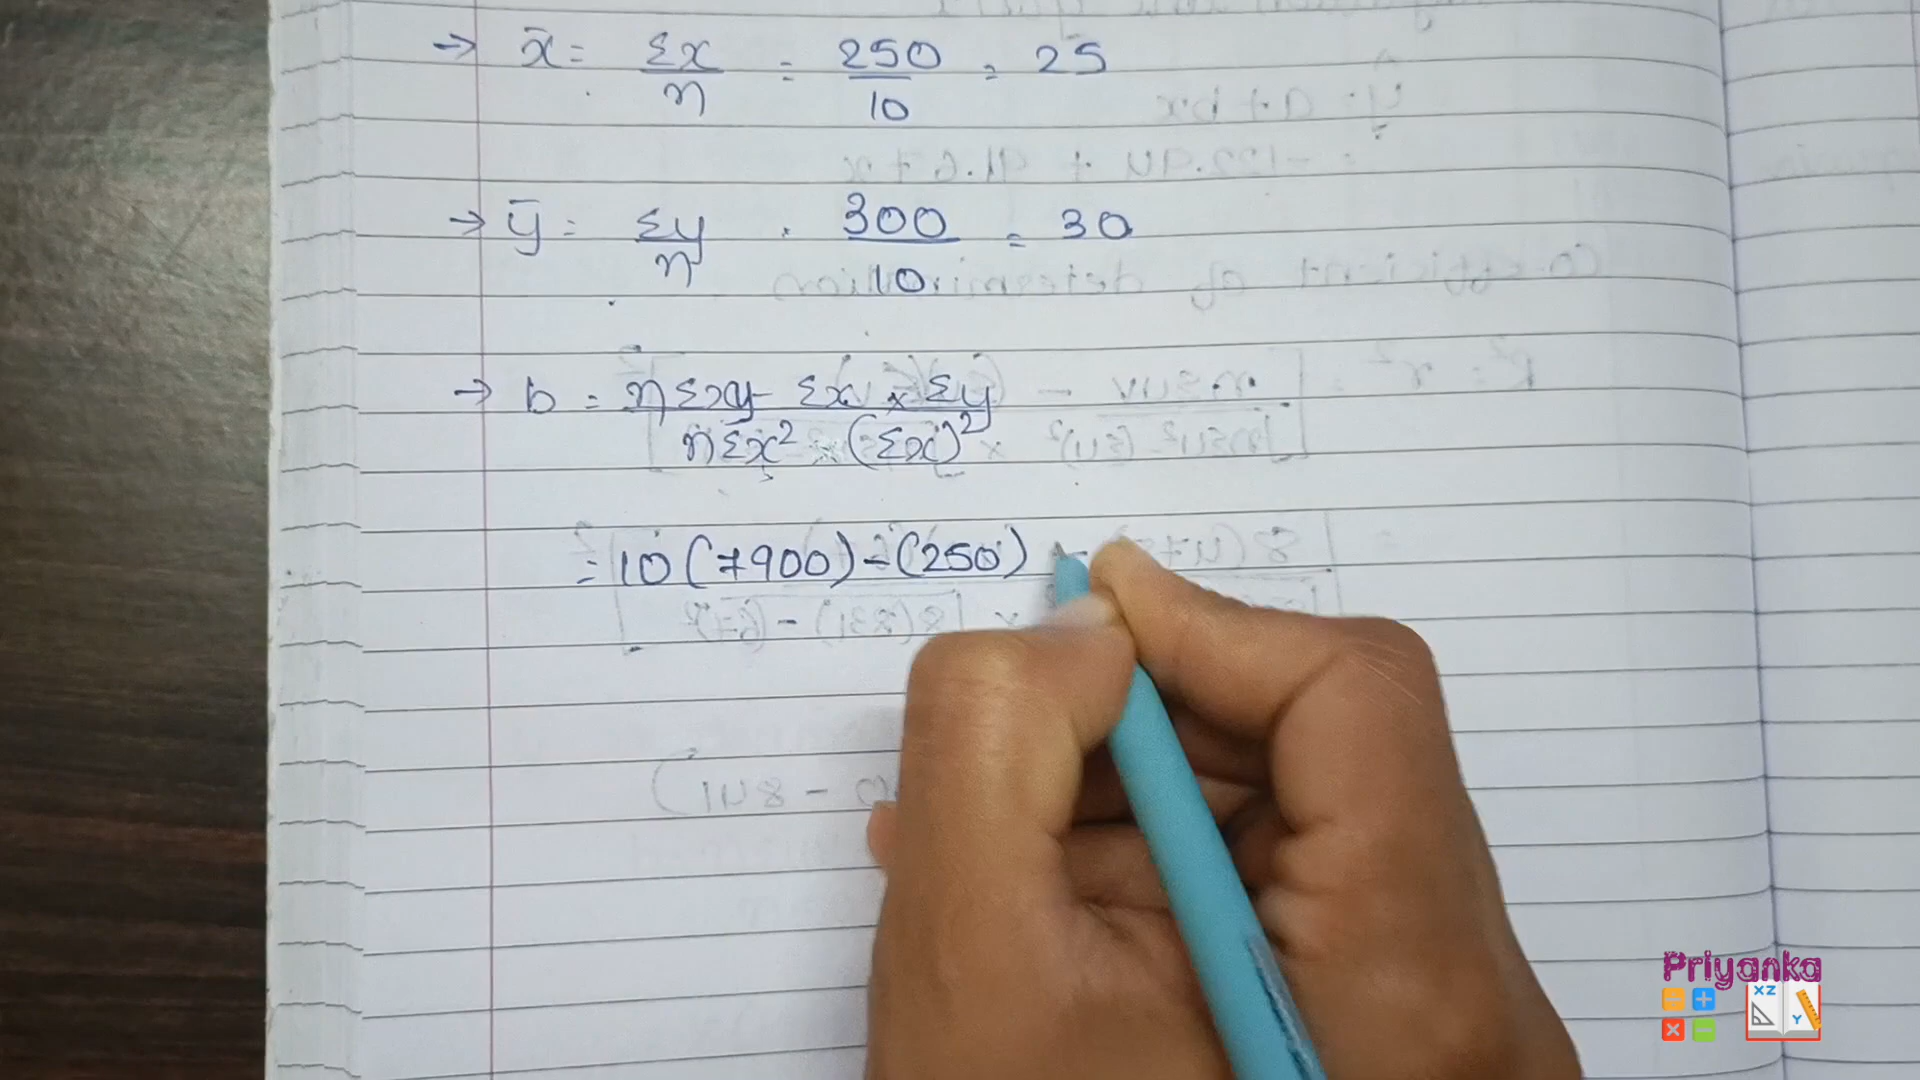 → x̄ = Σx/n = 250/10 = 25
→ ȳ = Σy/n = 300/10 = 30
→ b = nΣxy - Σx × Σy / nΣx² - (Σx)²
= 10(7900) - (250)
Priyanka